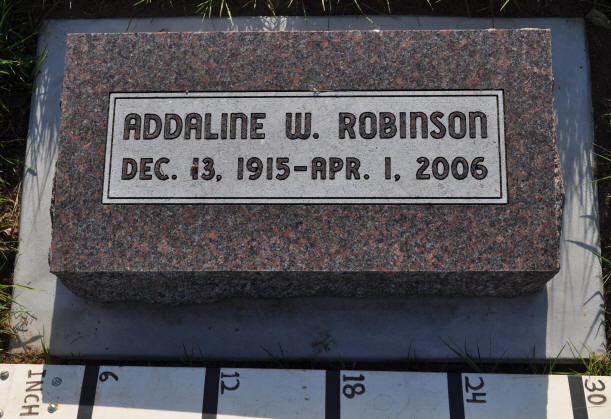 ADDALINE W. ROBINSON
DEC. 13, 1915-APR. 1, 2006
INCH 6 12 18 24 30